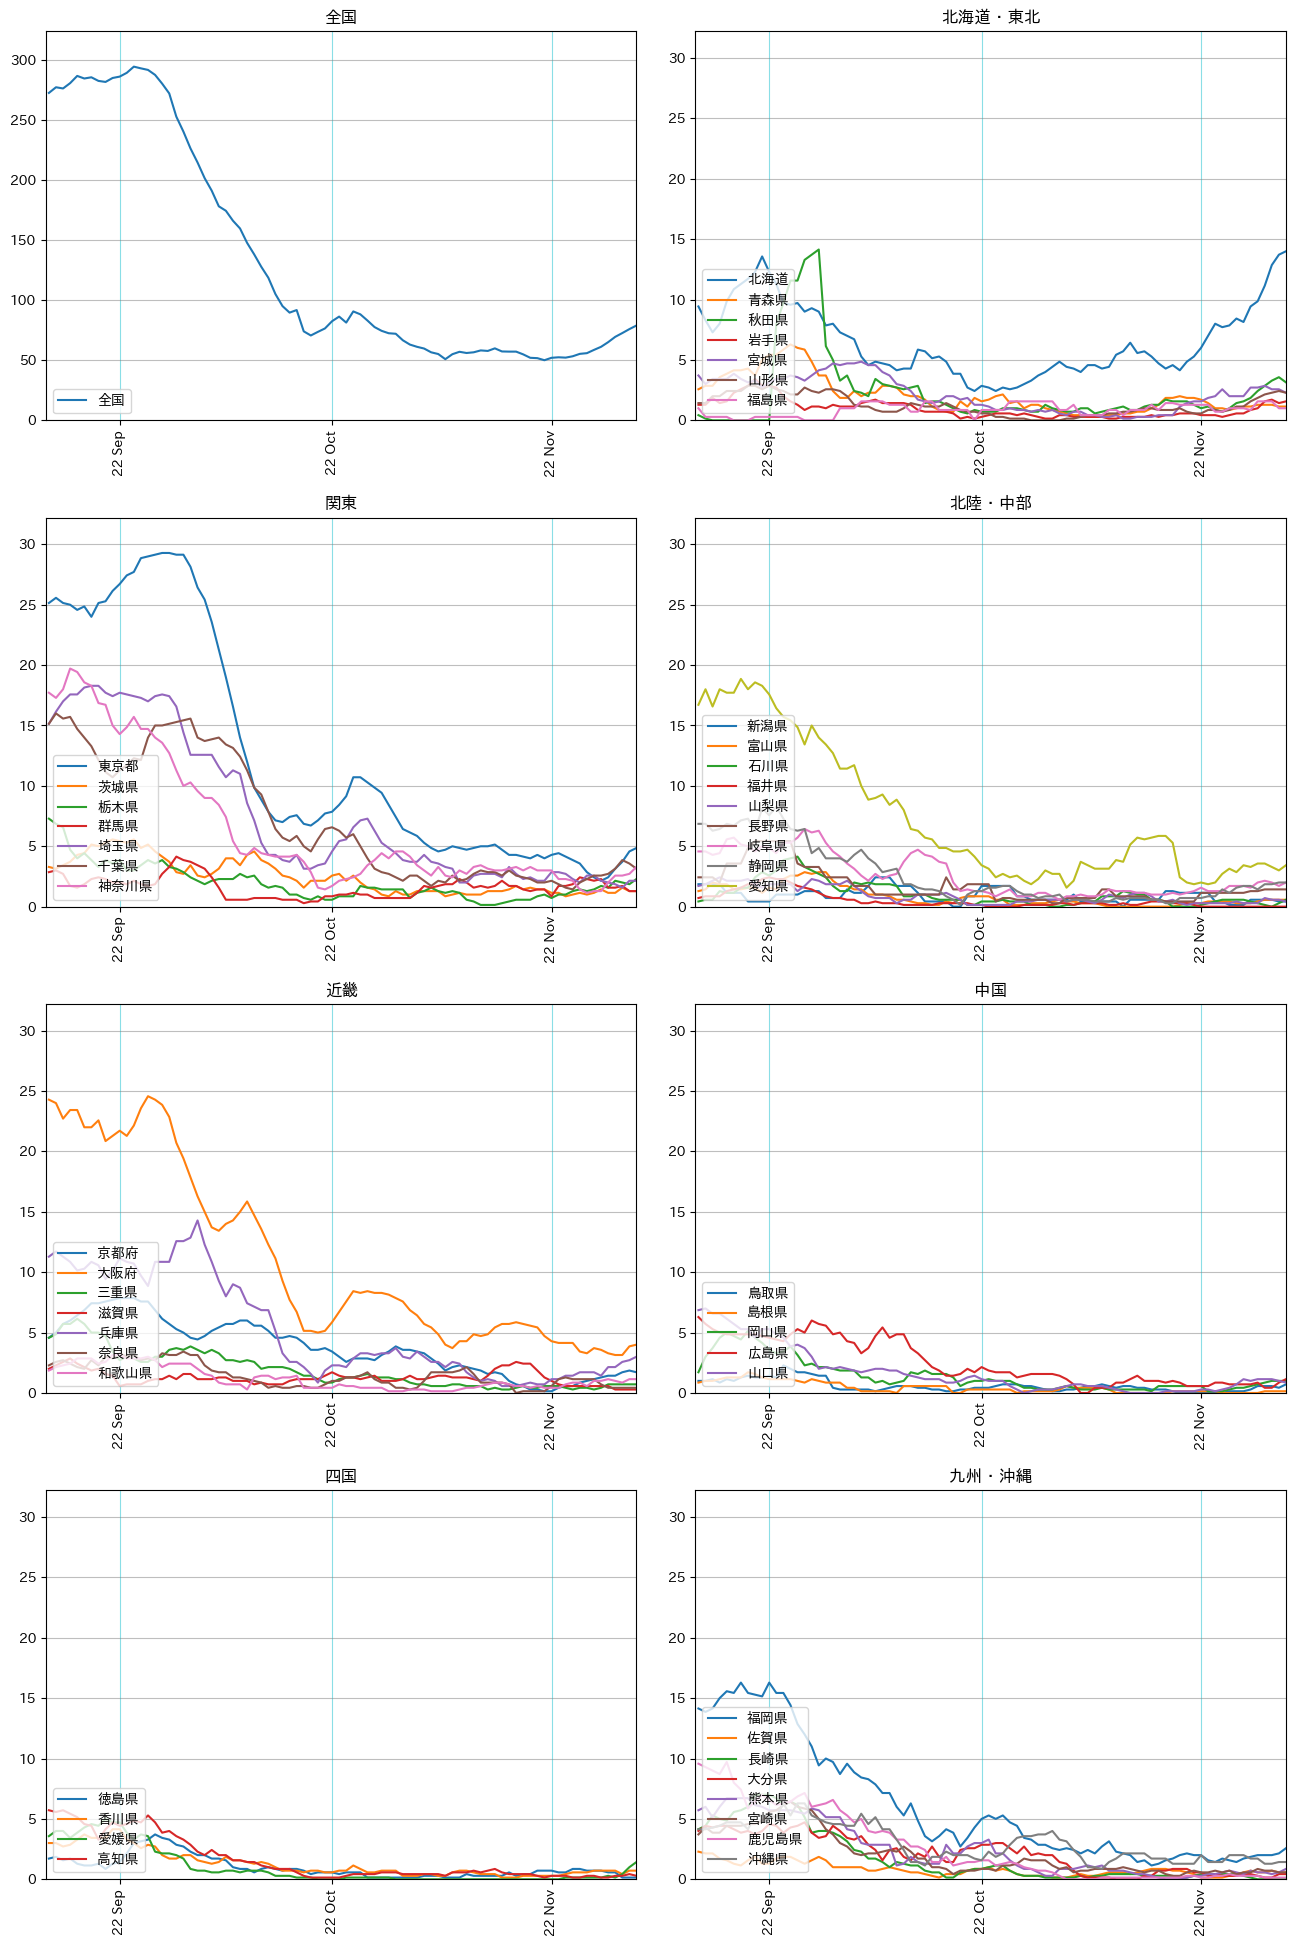 全国
300
250
200
150
100
50
0
全国
22 Sep
22 Oct
22 Nov
北海道・東北
30
25
20
15
10
5
0
北海道
青森県
秋田県
岩手県
宮城県
山形県
福島県
22 Sep
22 Oct
22 Nov
関東
30
25
20
15
10
5
0
東京都
茨城県
栃木県
群馬県
埼玉県
千葉県
神奈川県
22 Sep
22 Oct
22 Nov
北陸・中部
30
25
20
15
10
5
0
新潟県
富山県
石川県
福井県
山梨県
長野県
岐阜県
静岡県
愛知県
22 Sep
22 Oct
22 Nov
近畿
30
25
20
15
10
5
0
京都府
大阪府
三重県
滋賀県
兵庫県
奈良県
和歌山県
22 Sep
22 Oct
22 Nov
中国
30
25
20
15
10
5
0
鳥取県
島根県
岡山県
広島県
山口県
22 Sep
22 Oct
22 Nov
四国
30
25
20
15
10
5
0
徳島県
香川県
愛媛県
高知県
22 Sep
22 Oct
22 Nov
九州・沖縄
30
25
20
15
10
5
0
福岡県
佐賀県
長崎県
大分県
熊本県
宮崎県
鹿児島県
沖縄県
22 Sep
22 Oct
22 Nov